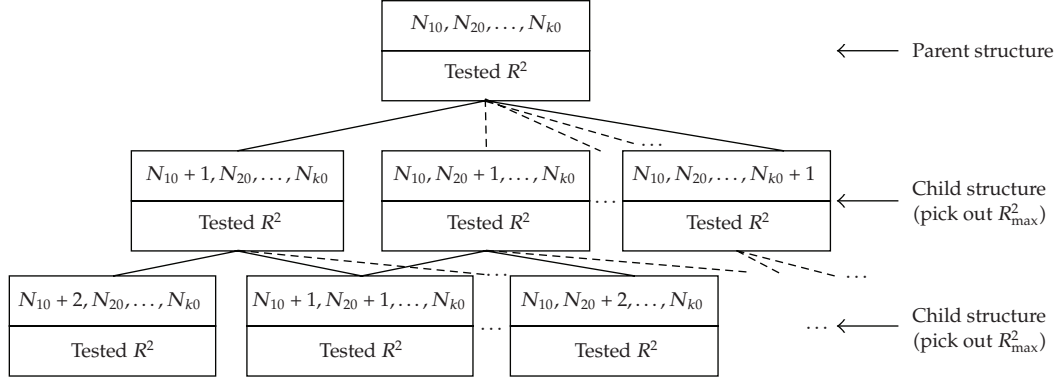 N₁₀, N₂₀, . . . , Nₖ₀
Tested R²
Parent structure
. . .
N₁₀ + 1, N₂₀, . . . , Nₖ₀
N₁₀, N₂₀ + 1, . . . , Nₖ₀
N₁₀, N₂₀, . . . , Nₖ₀ + 1
Tested R²
Tested R²
. . .
Tested R²
Child structure
(pick out R²max)
. . .
. . .
N₁₀ + 2, N₂₀, . . . , Nₖ₀
N₁₀ + 1, N₂₀ + 1, . . . , Nₖ₀
N₁₀, N₂₀ + 2, . . . , Nₖ₀
Tested R²
Tested R²
. . .
Tested R²
. . .
Child structure
(pick out R²max)